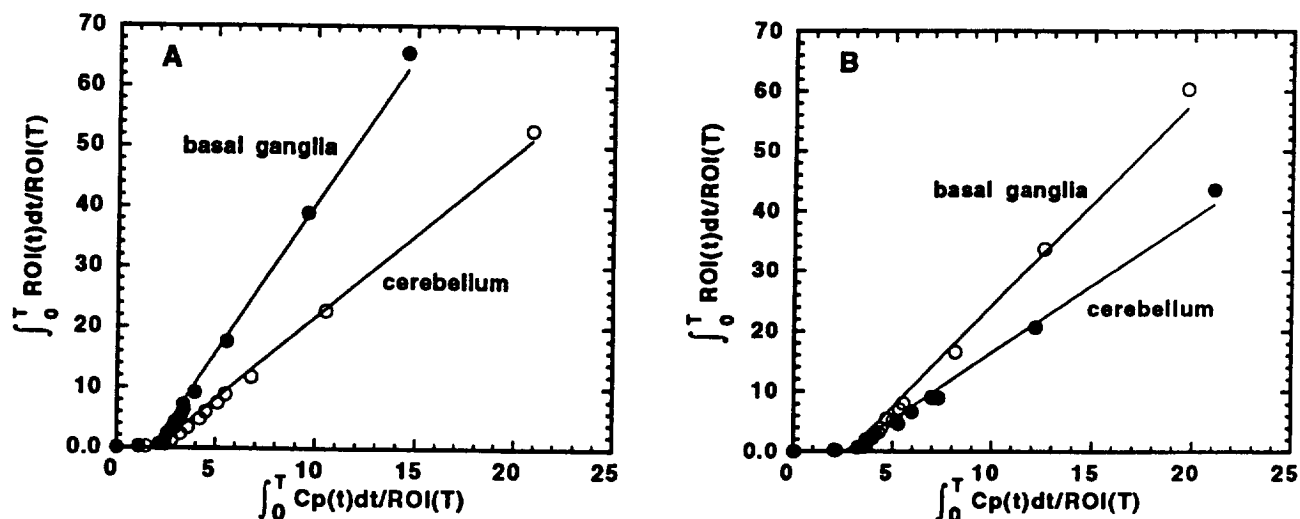 A
70
60
50
40
30
20
10
0.0
0
5
10
15
20
25
basal ganglia
cerebellum
∫₀ᵀ ROI(t)dt/ROI(T)
∫₀ᵀ Cp(t)dt/ROI(T)
B
70
60
50
40
30
20
10
0.0
0
5
10
15
20
25
basal ganglia
cerebellum
∫₀ᵀ ROI(t)dt/ROI(T)
∫₀ᵀ Cp(t)dt/ROI(T)